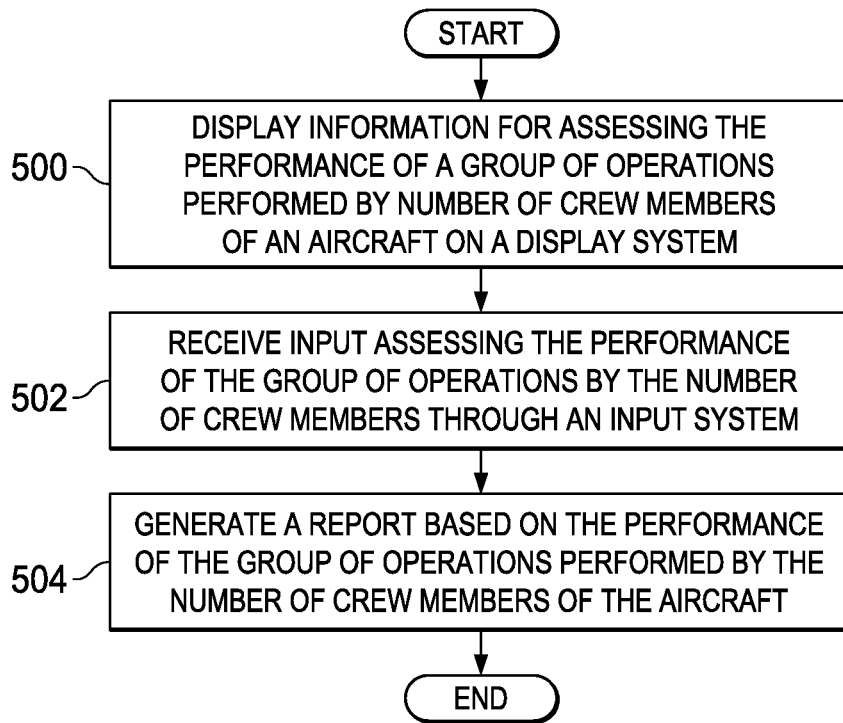 START
500
DISPLAY INFORMATION FOR ASSESSING THE
PERFORMANCE OF A GROUP OF OPERATIONS
PERFORMED BY NUMBER OF CREW MEMBERS
OF AN AIRCRAFT ON A DISPLAY SYSTEM
502
RECEIVE INPUT ASSESSING THE PERFORMANCE
OF THE GROUP OF OPERATIONS BY THE NUMBER
OF CREW MEMBERS THROUGH AN INPUT SYSTEM
504
GENERATE A REPORT BASED ON THE PERFORMANCE
OF THE GROUP OF OPERATIONS PERFORMED BY THE
NUMBER OF CREW MEMBERS OF THE AIRCRAFT
END